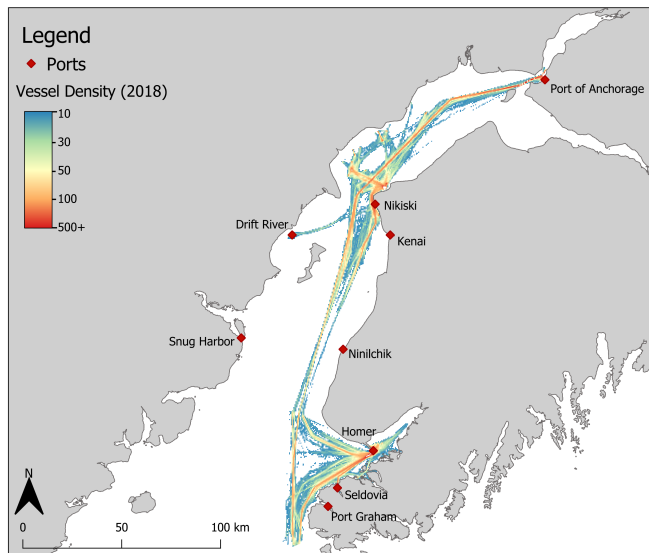 Legend
Ports
Vessel Density (2018)
10
30
50
100
500+
Port of Anchorage
Nikiski
Drift River
Kenai
Snug Harbor
Ninilchik
Homer
Seldovia
Port Graham
N
0 50 100 km